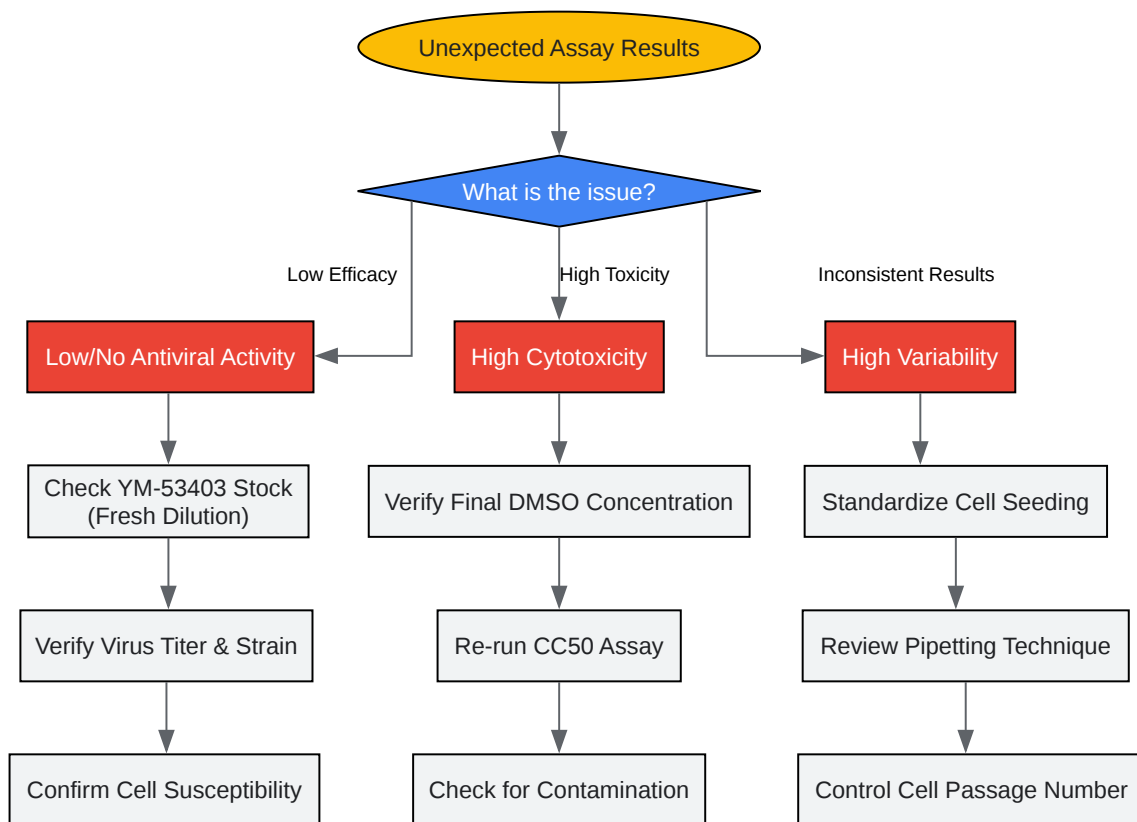 Unexpected Assay Results
What is the issue?
Low Efficacy
High Toxicity
Inconsistent Results
Low/No Antiviral Activity
High Cytotoxicity
High Variability
Check YM-53403 Stock
(Fresh Dilution)
Verify Final DMSO Concentration
Standardize Cell Seeding
Verify Virus Titer & Strain
Re-run CC50 Assay
Review Pipetting Technique
Confirm Cell Susceptibility
Check for Contamination
Control Cell Passage Number